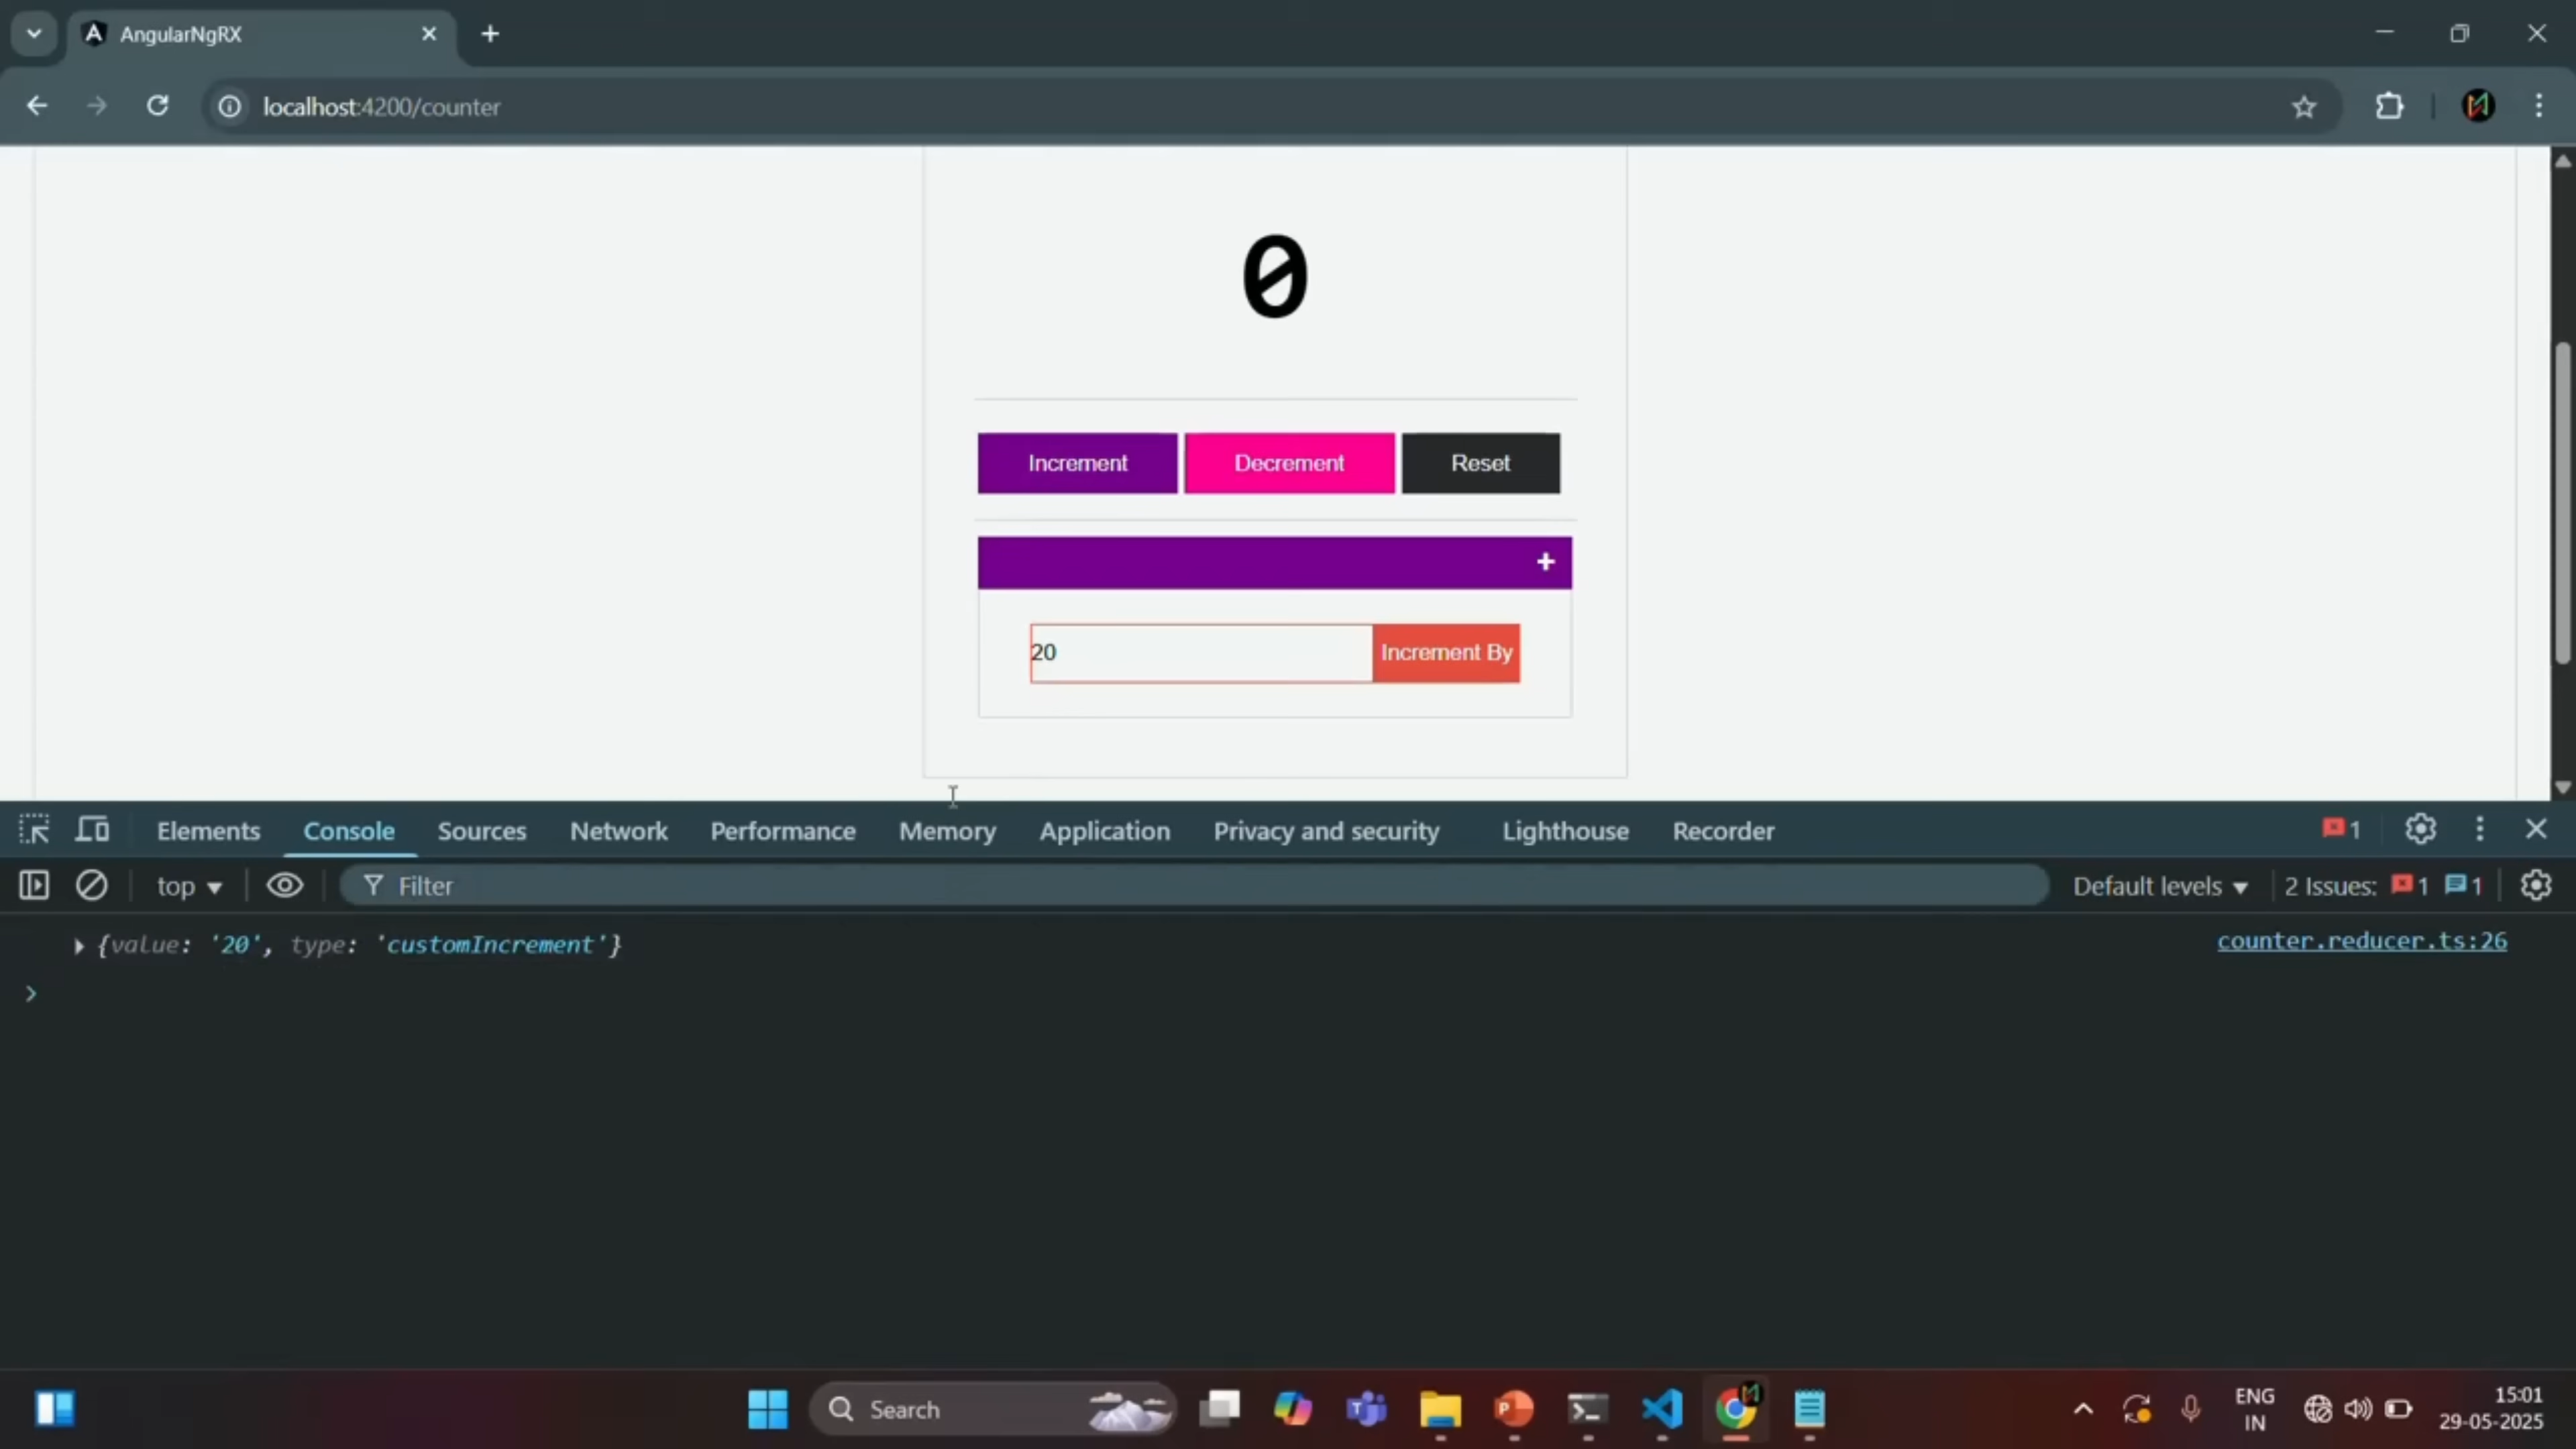 AngularNgRX
localhost:4200/counter
0
Increment Decrement Reset
+
20 Increment By
Elements Console Sources Network Performance Memory Application Privacy and security Lighthouse Recorder 1
top Filter Default levels 2 Issues: 1 1
{value: '20', type: 'customIncrement'} counter.reducer.ts:26
Search
ENG
IN
15:01
29-05-2025